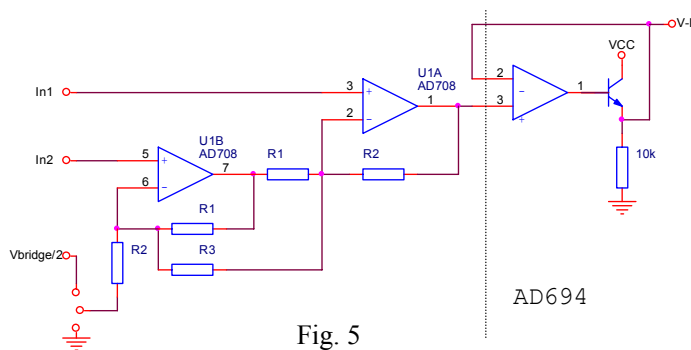 V-I
VCC
U1A
AD708
In1
3
1
2
2
1
3
U1B
AD708
In2
5
7
R1
R2
10k
6
R1
R2
R3
Vbridge/2
AD694
Fig. 5